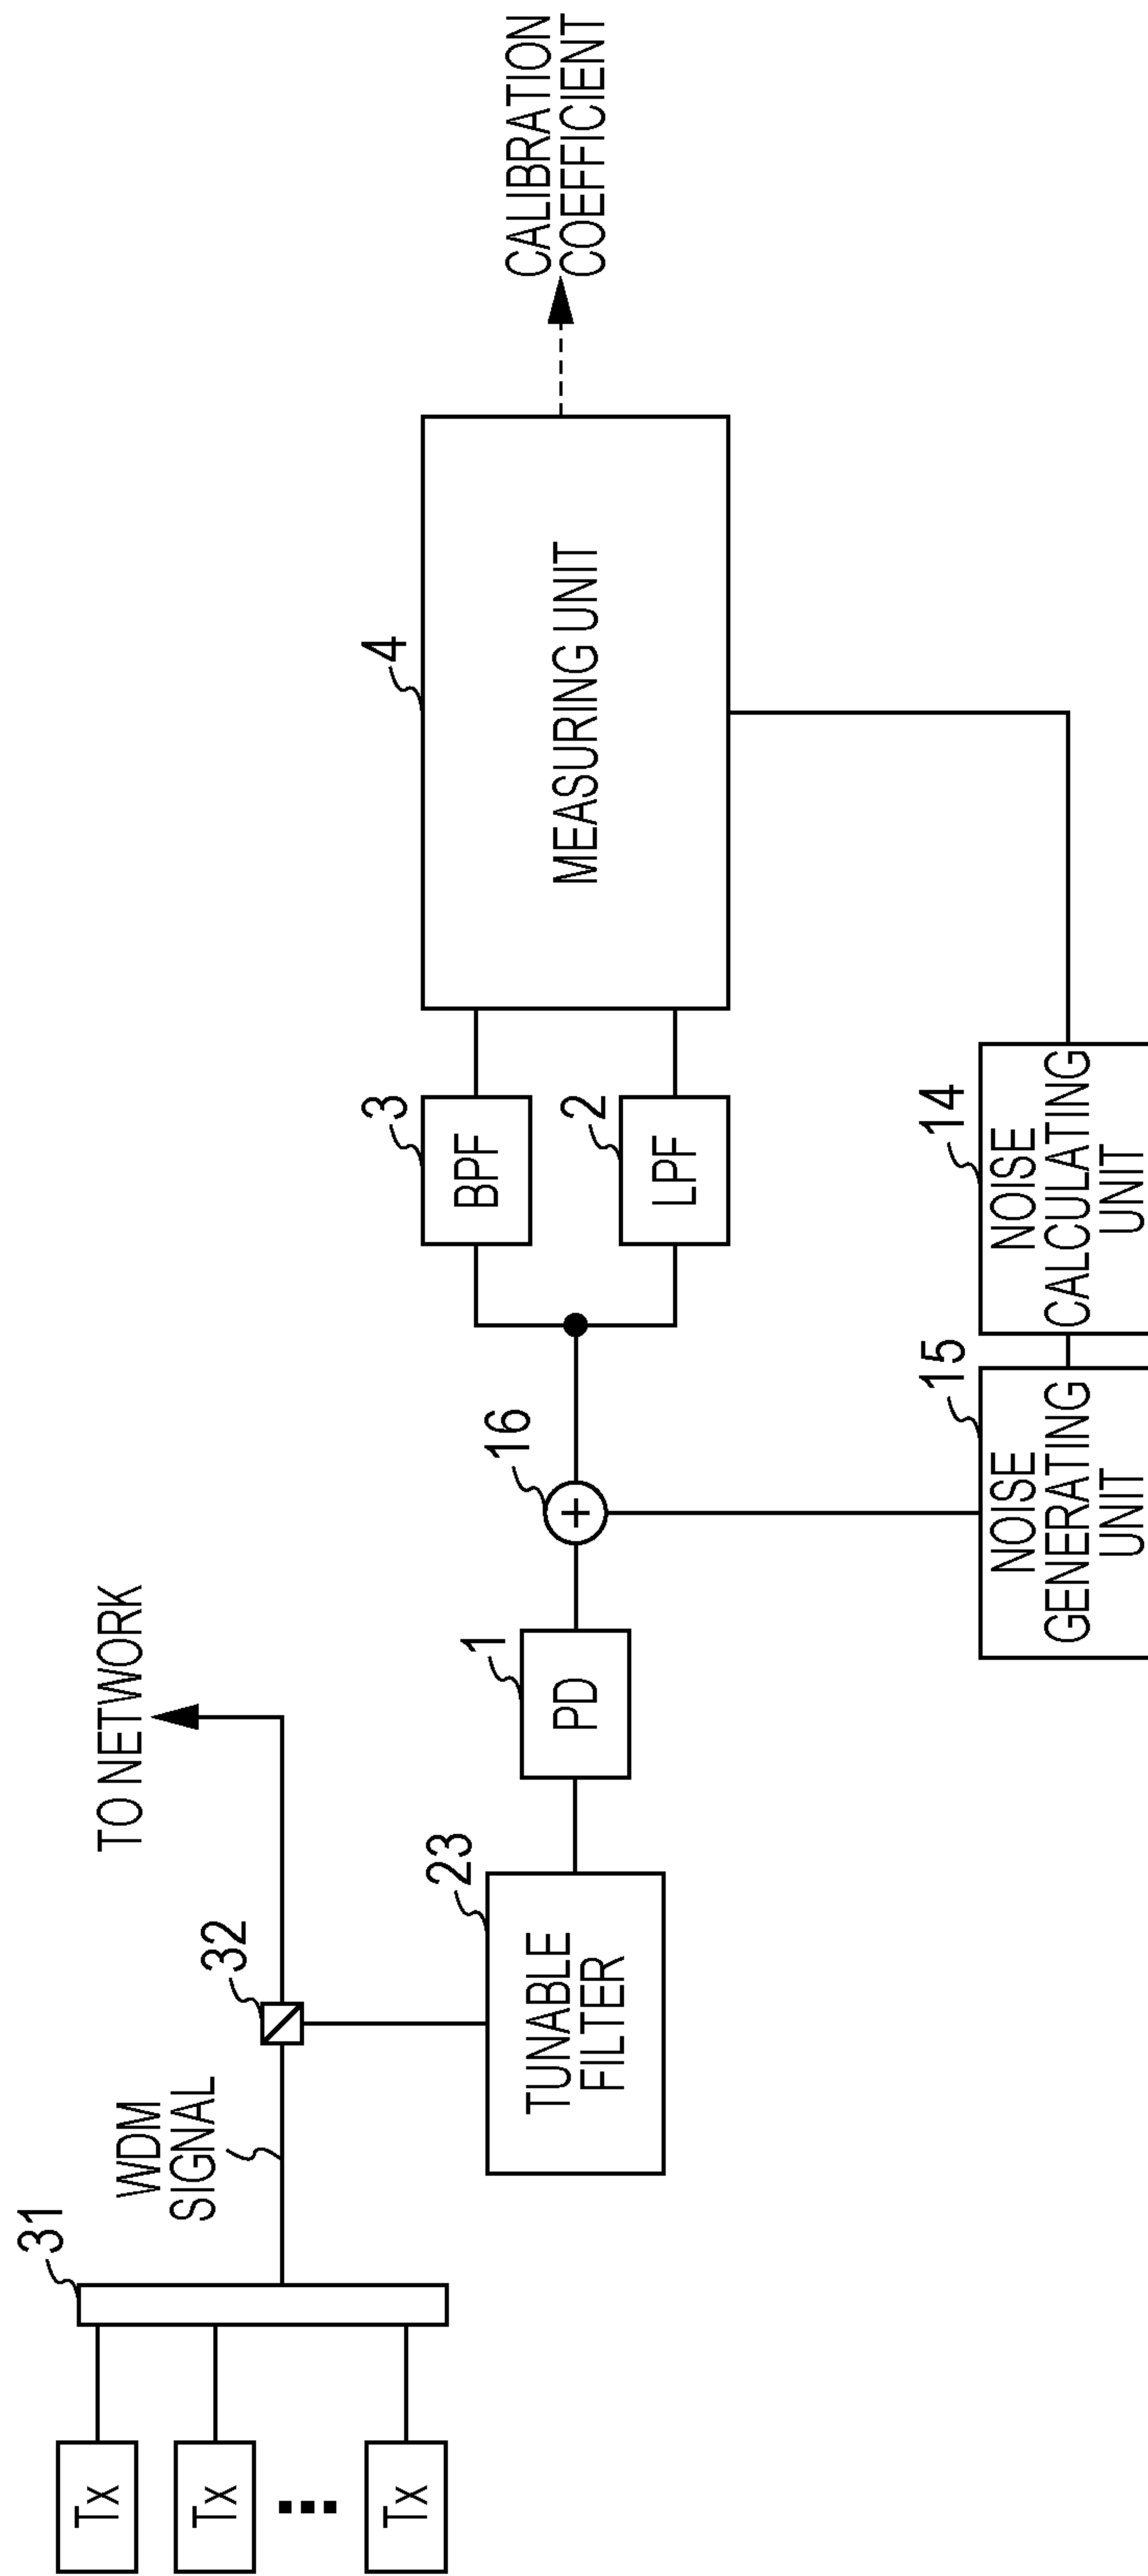 Tx
Tx
Tx
31
WDM
SIGNAL
32
TO NETWORK
TUNABLE
FILTER
23
PD
1
16
+
BPF
3
LPF
2
MEASURING UNIT
4
CALIBRATION
COEFFICIENT
NOISE
GENERATING
UNIT
15
NOISE
CALCULATING
UNIT
14